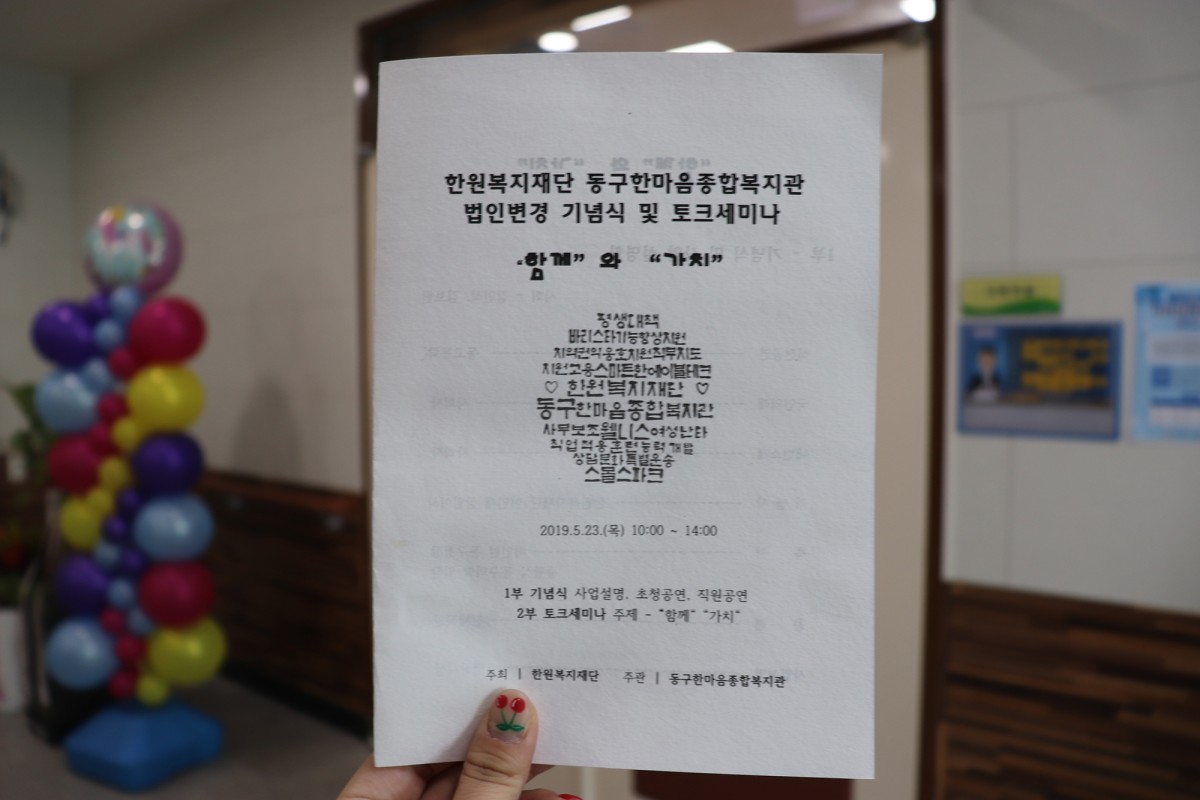 한원복지재단 동구한마음종합복지관
법인변경 기념식 및 토크세미나
“함께” 와 “가치”
평생대책
바리스타기능향상지원
지역권익옹호지원직무지도
지원고용스마트한에이블테크
♡ 한원복지재단 ♡
동구한마음종합복지관
사무보조웰니스여성난타
직업적응훈련능력개발
상담문화특별운송
스몰스파크
2019.5.23.(목) 10:00 ~ 14:00
1부 기념식 사업설명, 초청공연, 직원공연
2부 토크세미나 주제 - "함께" "가치"
주최 | 한원복지재단 주관 | 동구한마음종합복지관